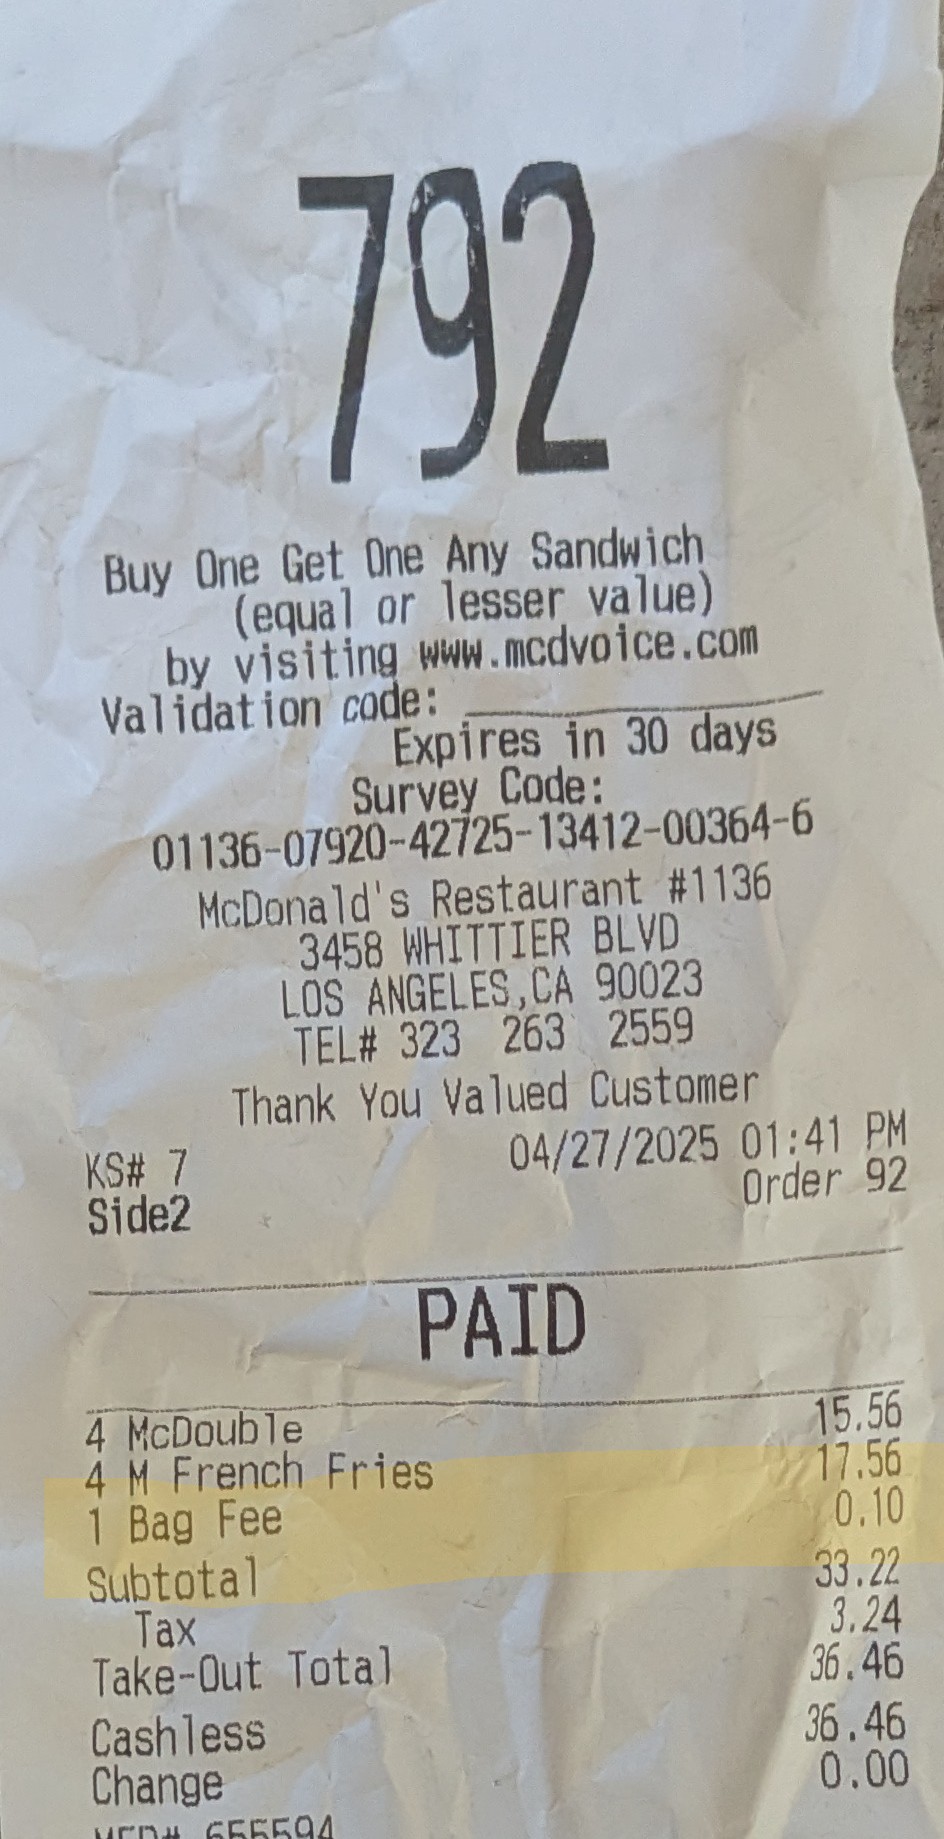 792
Buy One Get One Any Sandwich
(equal or lesser value)
by visiting www.mcdvoice.com
Validation code:
Expires in 30 days
Survey Code:
01136-07920-42725-13412-00364-6
McDonald's Restaurant #1136
3458 WHITTIER BLVD
LOS ANGELES,CA 90023
TEL# 323 263 2559
Thank You Valued Customer
KS# 7 04/27/2025 01:41 PM
Side2 Order 92
PAID
4 McDouble 15.56
4 M French Fries 17.56
1 Bag Fee 0.10
Subtotal 33.22
Tax 3.24
Take-Out Total 36.46
Cashless 36.46
Change 0.00
MER# 655594